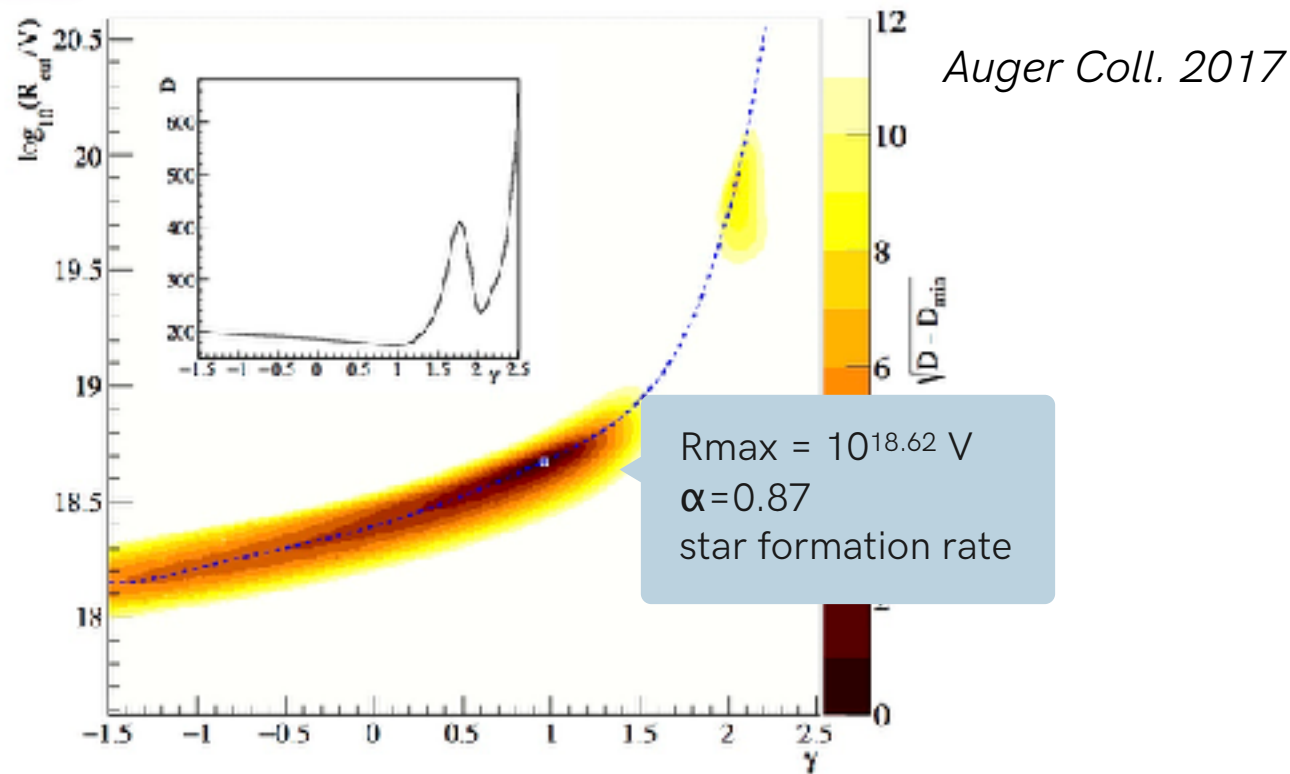 log10(Rcut/V)
20.5
20
19.5
19
18.5
18
−1.5 −1 −0.5 0 0.5 1 1.5 2 2.5
γ
D
600
500
400
300
200
−1.5 −1 −0.5 0 0.5 1 1.5 2 2.5
γ
12
10
8
6
0
√D - Dmin
Auger Coll. 2017
Rmax = 10^18.62 V
α=0.87
star formation rate